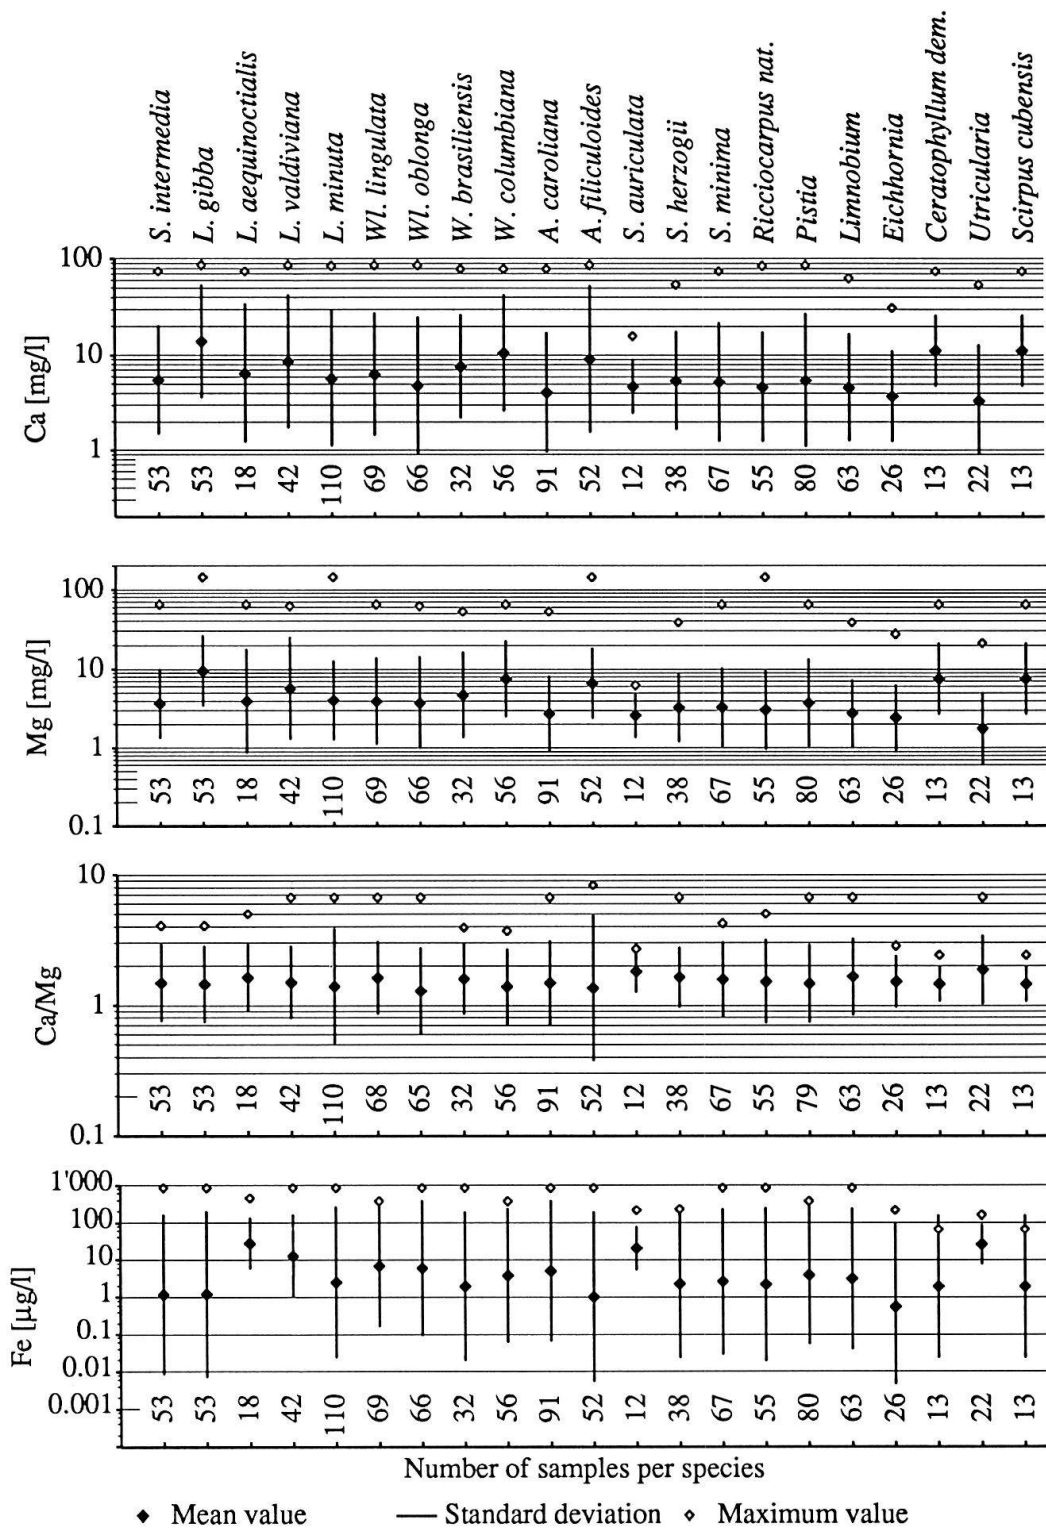 S. intermedia L. gibba L. aequinoctialis L. valdiviana L. minuta Wl. lingulata Wl. oblonga W. brasiliensis W. columbiana A. caroliana A. filiculoides S. auriculata S. herzogii S. minima Ricciocarpus nat. Pistia Limnobium Eichhornia Ceratophyllum dem. Utricularia Scirpus cubensis
Ca [mg/l]
100
10
1
53 53 18 42 110 69 66 32 56 91 52 12 38 67 55 80 63 26 13 22 13
Mg [mg/l]
100
10
1
0.1
53 53 18 42 110 69 66 32 56 91 52 12 38 67 55 80 63 26 13 22 13
Ca/Mg
10
1
0.1
53 53 18 42 110 68 65 32 56 91 52 12 38 67 55 79 63 26 13 22 13
Fe [µg/l]
1'000
100
10
1
0.1
0.01
0.001
53 53 18 42 110 69 66 32 56 91 52 12 38 67 55 80 63 26 13 22 13
Number of samples per species
Mean value Standard deviation Maximum value